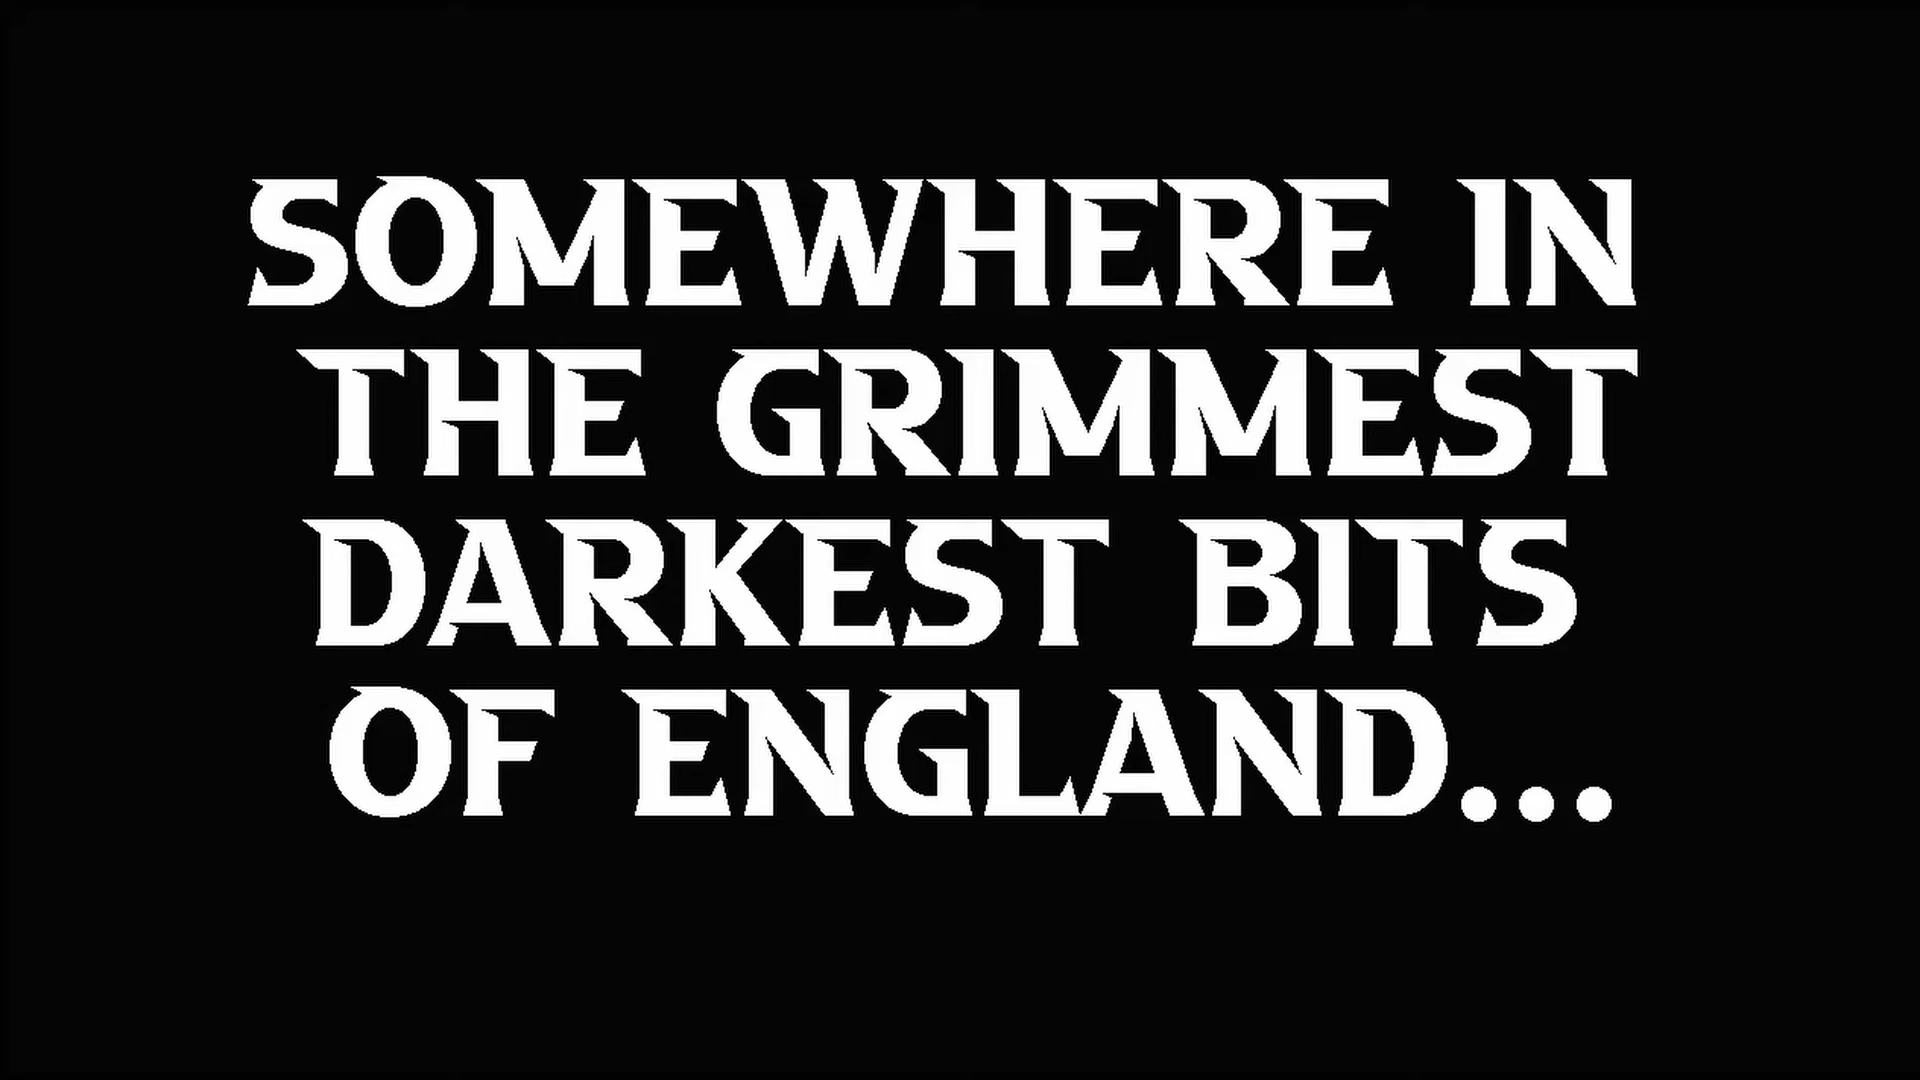 SOMEWHERE IN
THE GRIMMEST
DARKEST BITS
OF ENGLAND...